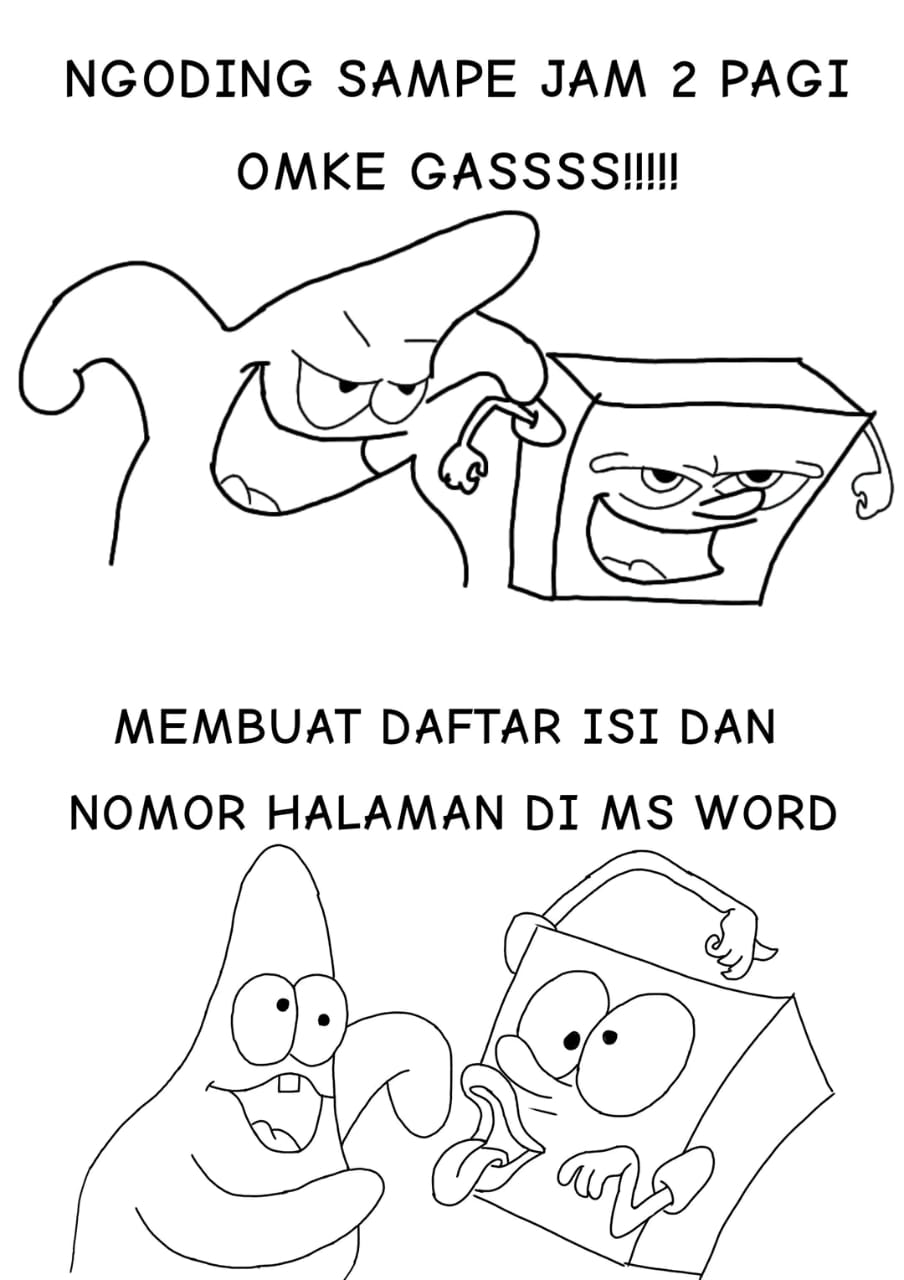 NGODING SAMPE JAM 2 PAGI
OMKE GASSSS!!!!!
MEMBUAT DAFTAR ISI DAN
NOMOR HALAMAN DI MS WORD